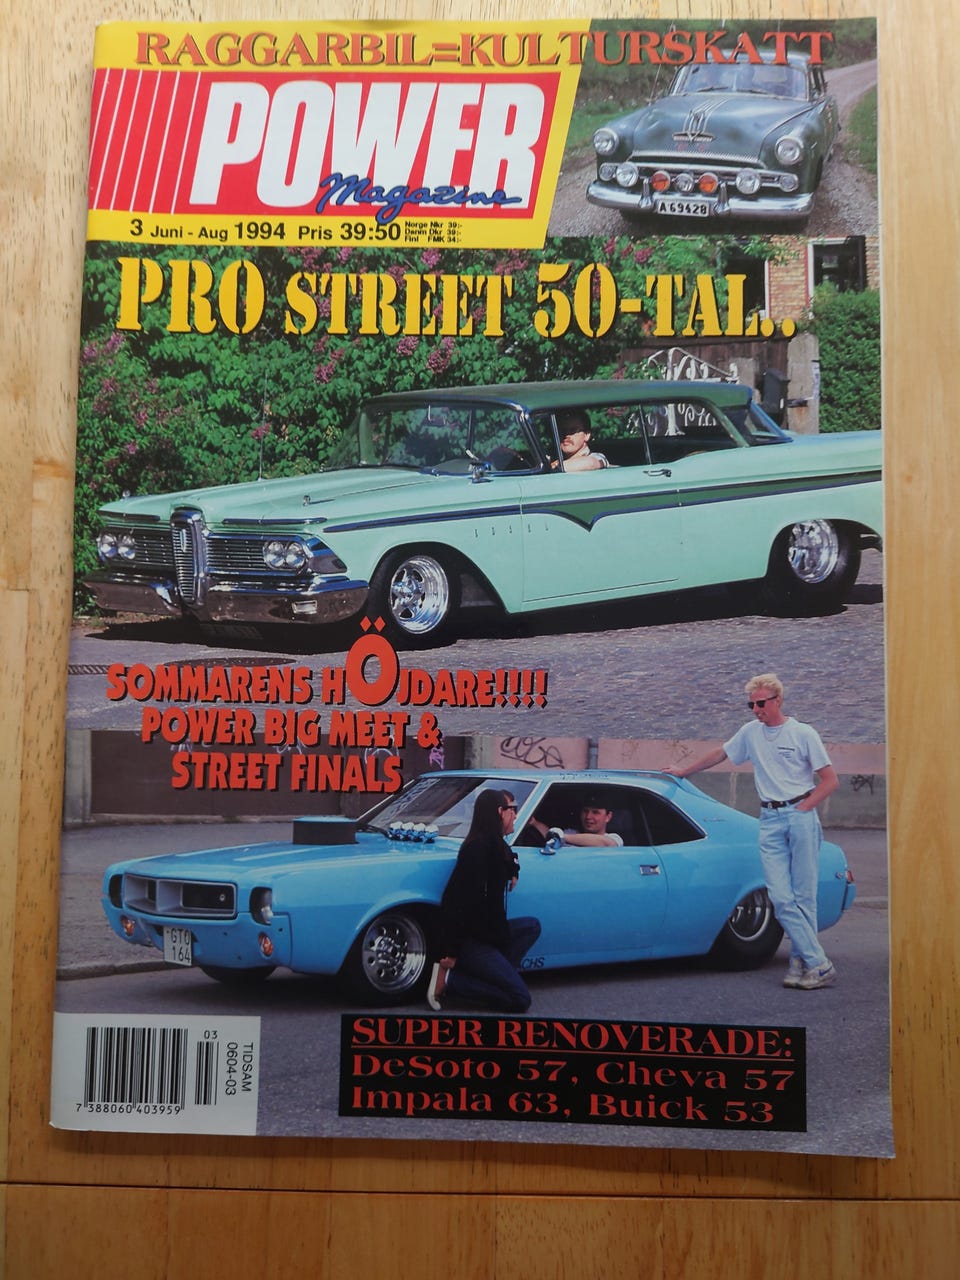 RAGGARBIL=KULTURSKATT
POWER
Magazine
3 Juni - Aug 1994 Pris 39:50
Norge Nkr 39:-
Danm Dkr 39:-
Finl FMK 34:-
A69428
PRO STREET 50-TAL..
SOMMARENS HÖJDARE!!!!
POWER BIG MEET &
STREET FINALS
GTO
164
SUPER RENOVERADE:
DeSoto 57, Cheva 57
Impala 63, Buick 53
03
TIDSAM
0604-03
7 388060 403959